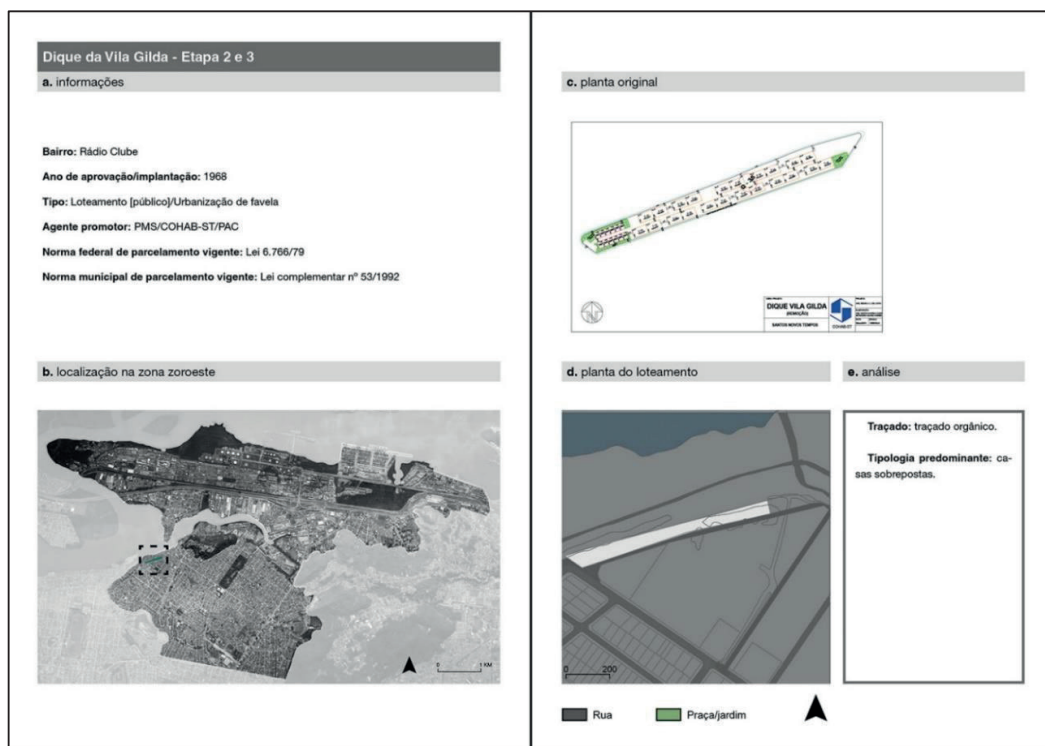 Dique da Vila Gilda - Etapa 2 e 3
a. informações
Bairro: Rádio Clube
Ano de aprovação/implantação: 1968
Tipo: Loteamento [público]/Urbanização de favela
Agente promotor: PMS/COHAB-ST/PAC
Norma federal de parcelamento vigente: Lei 6.766/79
Norma municipal de parcelamento vigente: Lei complementar nº 53/1992
b. localização na zona zoroeste
0 1 KM
c. planta original
DIQUE VILA GILDA
(REMOÇÃO)
SANTOS NOVOS TEMPOS
COHAB-ST
d. planta do loteamento
0 200
Rua
Praça/jardim
e. análise
Traçado: traçado orgânico.
Tipologia predominante: ca-
sas sobrepostas.